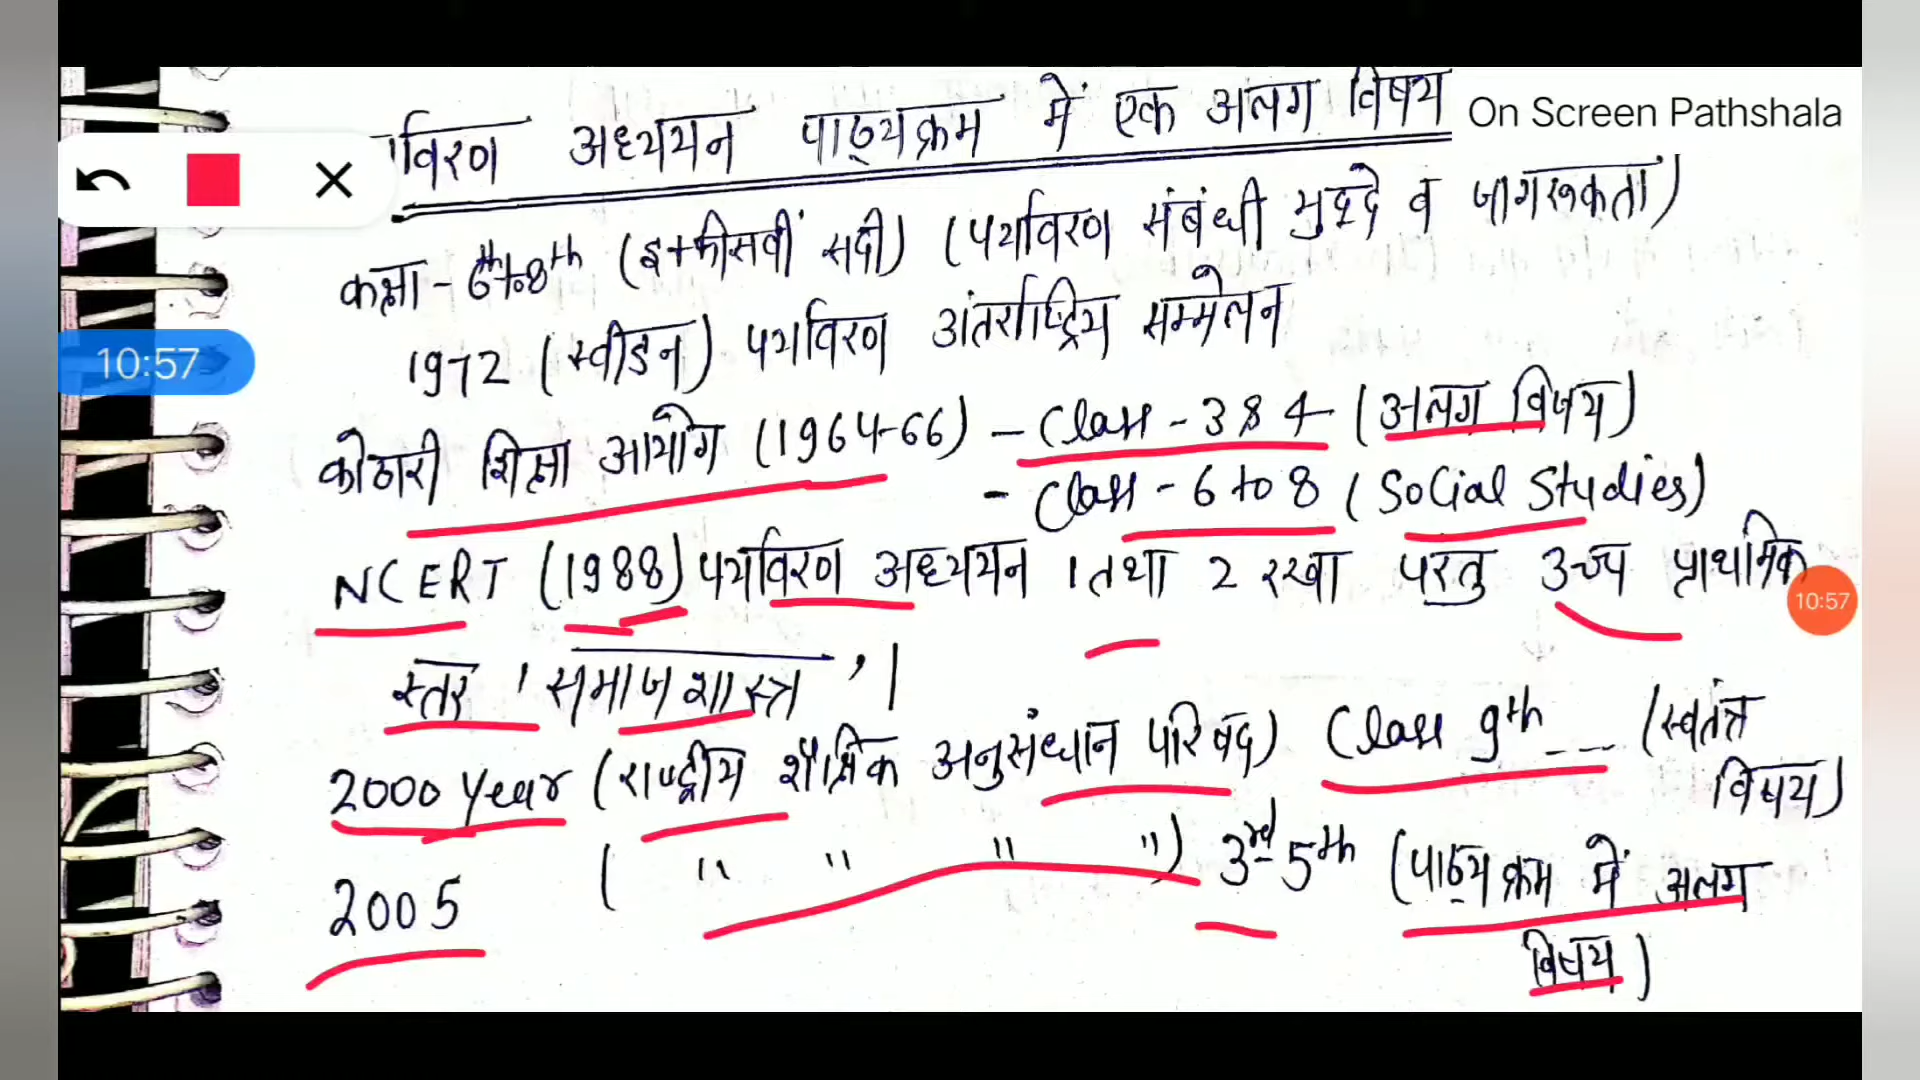 र्यावरण अध्ययन पाठ्यक्रम में एक अलग विषय
On Screen Pathshala
कक्षा - 6th to 8th (इक्कीसवीं सदी) (पर्यावरण संबंधी मुद्दे व जागरूकता)
1972 (स्वीडन) पर्यावरण अंतर्राष्ट्रिय सम्मेलन
10:57
कोठारी शिक्षा आयोग (1964-66) - Class - 3 & 4 (अलग विषय)
- Class - 6 to 8 (Social Studies)
NCERT (1988) पर्यावरण अध्ययन 1 तथा 2 रखा परंतु उच्च प्राथमिक
10:57
स्तर 'समाज शास्त्र' ।
2000 Year (राष्ट्रीय शैक्षिक अनुसंधान परिषद) Class 9th --- (स्वतंत्र
विषय)
2005 ( " " " ") 3rd - 5th (पाठ्यक्रम में अलग
विषय)